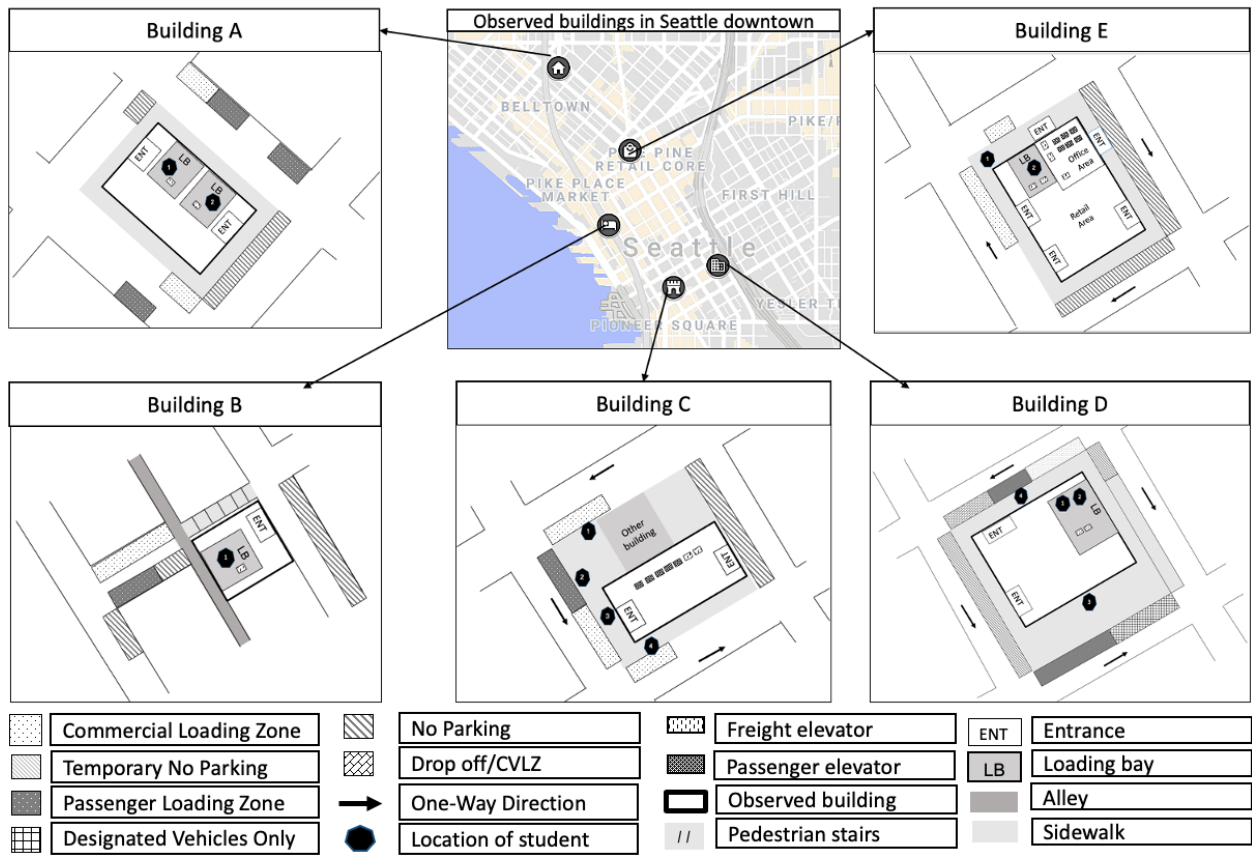 Building A
Observed buildings in Seattle downtown
Building E
ENT
LB
1
LB
2
ENT
BELLTOWN
PIKE/
PINE
RETAIL CORE
PIKE PLACE
MARKET
FIRST HILL
Seattle
YESLER
PIONEER SQUARE
1
ENT
LB
2
Office
Area
ENT
ENT
Retail
Area
ENT
ENT
Building B
Building C
Building D
ENT
LB
1
1
Other
building
2
ENT
3
ENT
4
4
3
2
LB
ENT
ENT
3
Commercial Loading Zone
No Parking
Freight elevator
ENT
Entrance
Temporary No Parking
Drop off/CVLZ
Passenger elevator
LB
Loading bay
Passenger Loading Zone
One-Way Direction
Observed building
Alley
Designated Vehicles Only
Location of student
//
Pedestrian stairs
Sidewalk